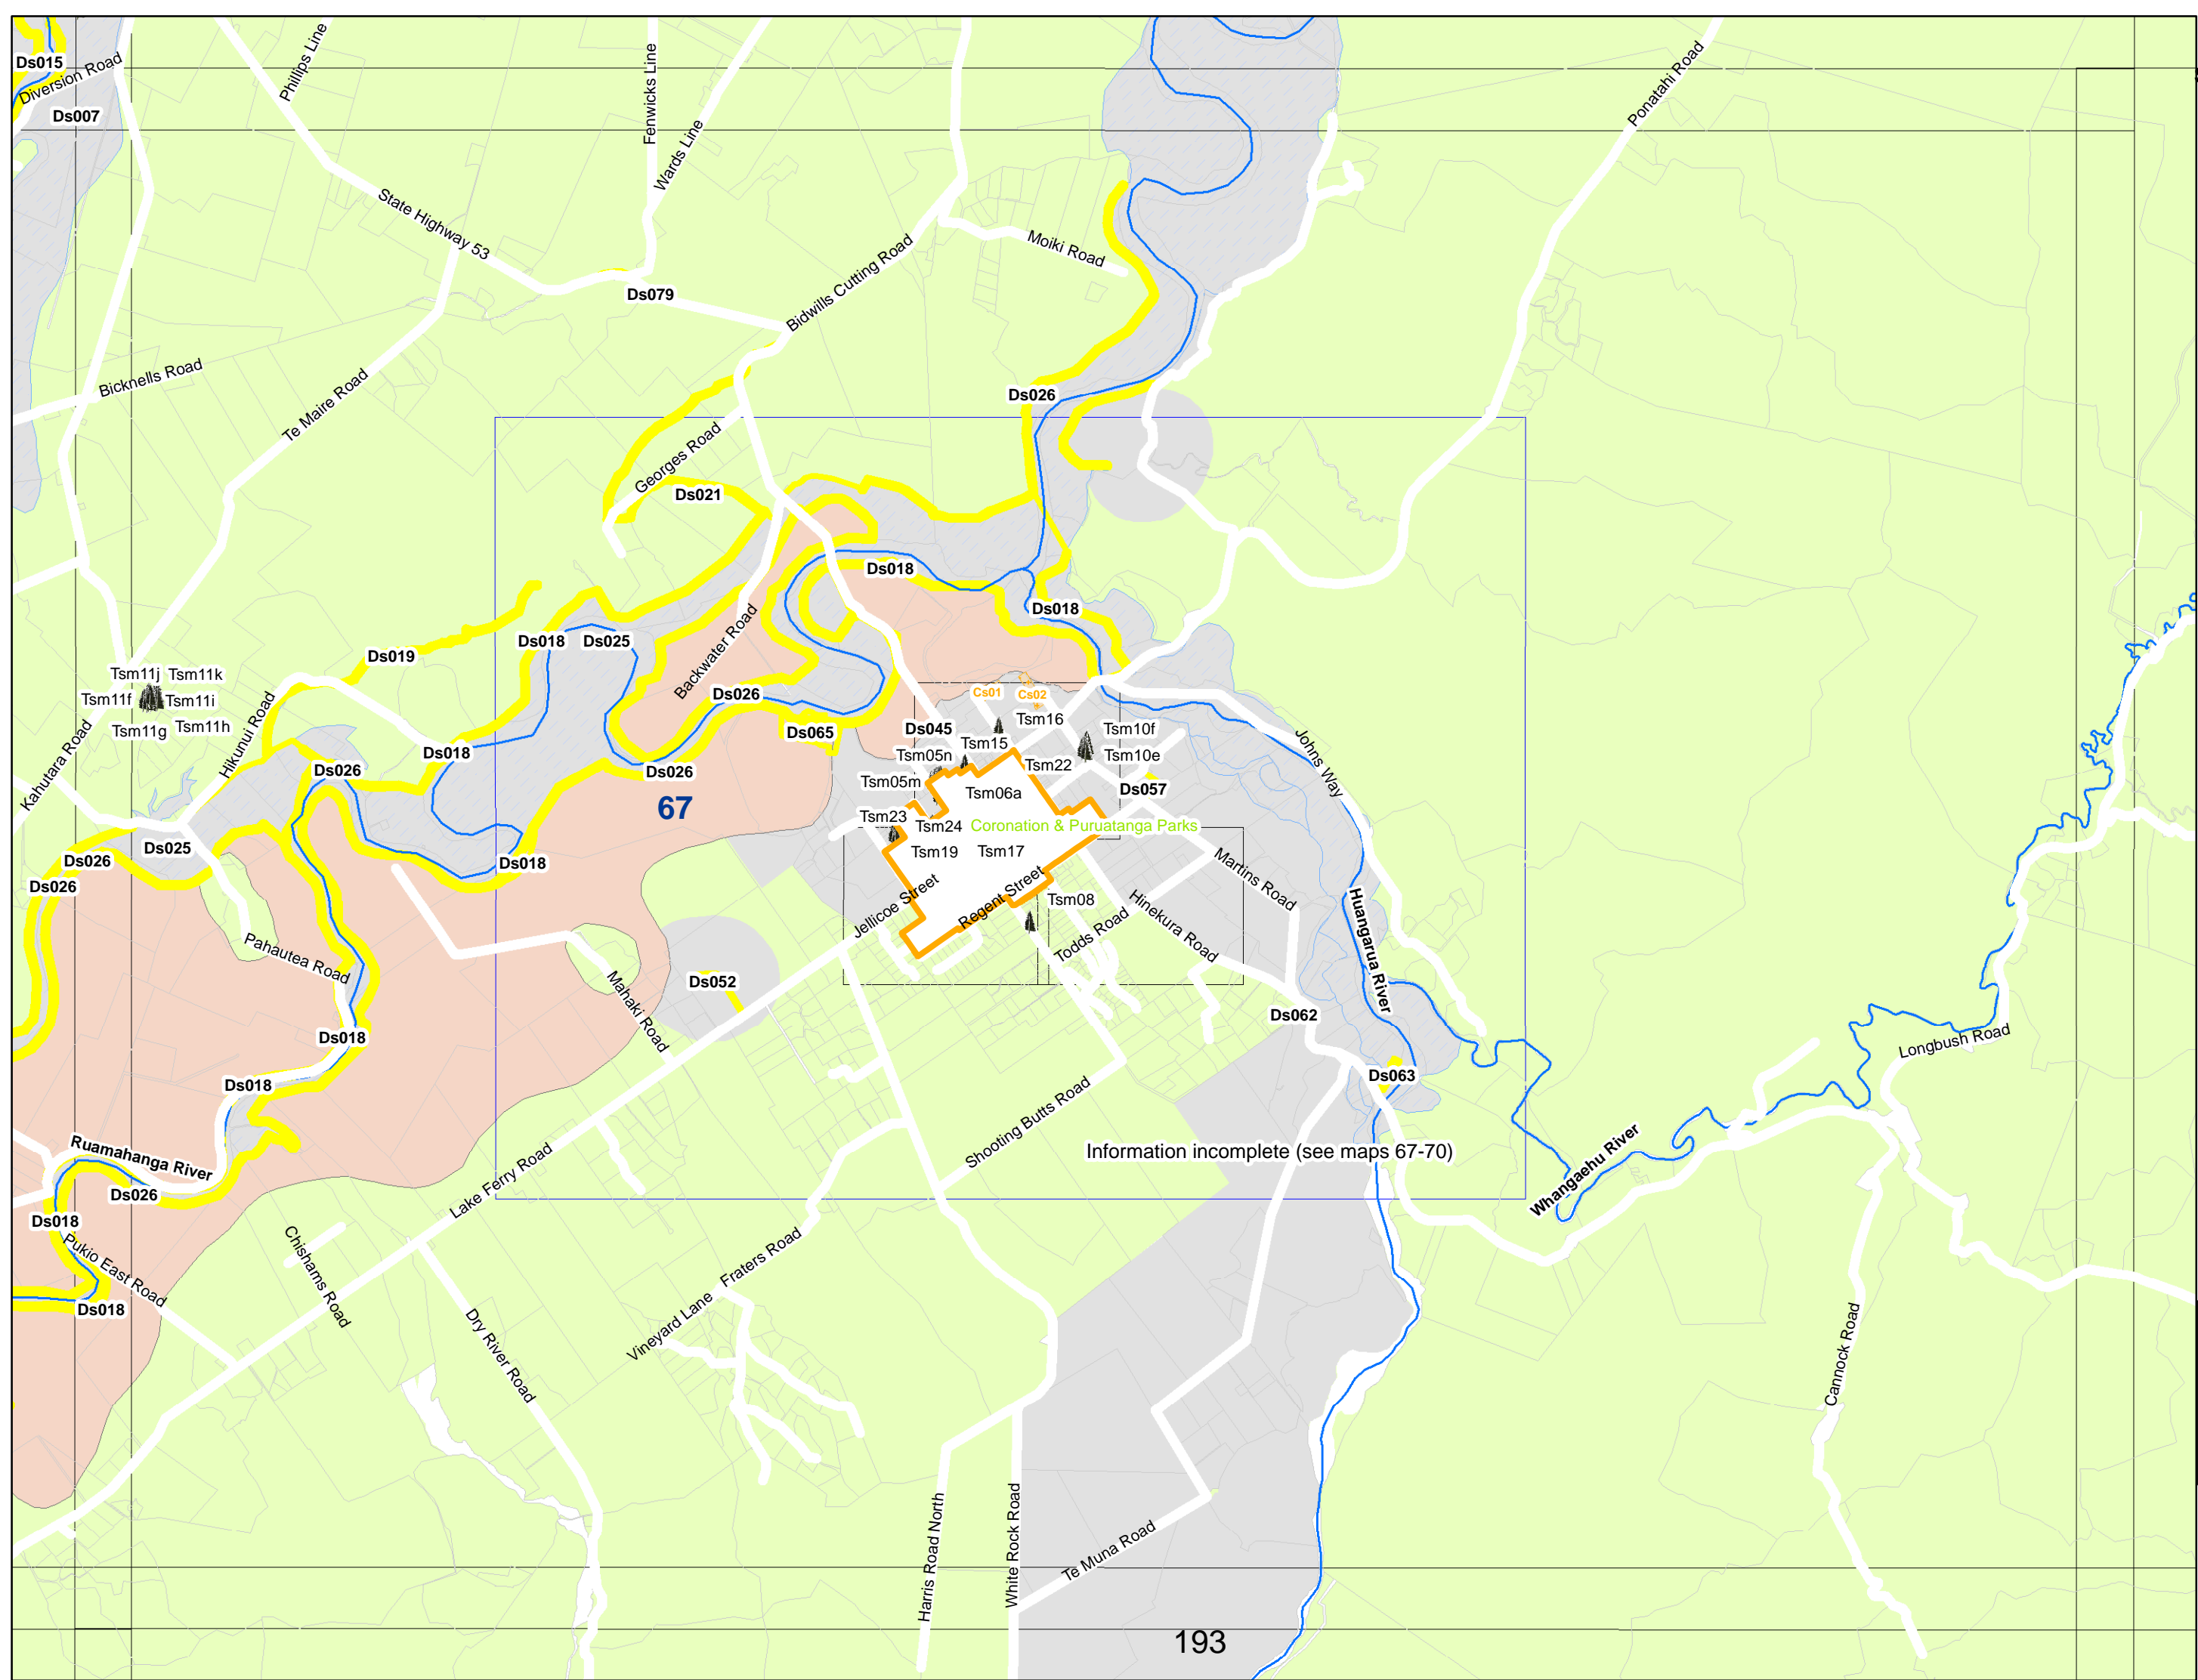 Ds015
Diversion Road
Ds007
Phillips Line
Fenwicks Line
Wards Line
Ponatahi Road
State Highway 53
Ds079
Moiki Road
Bidwills Cutting Road
Bicknells Road
Te Maire Road
Ds026
Georges Road
Ds021
Ds018
Ds018
Ds018
Ds025
Ds019
Backwater Road
Ds026
Tsm11j
Tsm11k
Tsm11f
Tsm11i
Tsm11g
Tsm11h
Kahutara Road
Hikunui Road
Ds018
Ds026
Ds065
Ds026
67
Ds045
Cs01
Cs02
Tsm16
Tsm15
Tsm10f
Tsm10e
Tsm05n
Tsm22
Tsm05m
Tsm06a
Ds057
Johns Way
Tsm23
Tsm24
Coronation & Puruatanga Parks
Tsm19
Tsm17
Ds025
Ds026
Ds026
Ds018
Martins Road
Jellicoe Street
Regent Street
Tsm08
Hinekura Road
Todds Road
Huangarua River
Pahautea Road
Mahaki Road
Ds052
Ds062
Ds018
Longbush Road
Ds063
Ds018
Shooting Butts Road
Information incomplete (see maps 67-70)
Ruamahanga River
Ds026
Lake Ferry Road
Whangaehu River
Ds018
Pukio East Road
Ds018
Chishams Road
Fraters Road
Vineyard Lane
Dry River Road
Cannock Road
Harris Road North
White Rock Road
Te Muna Road
193